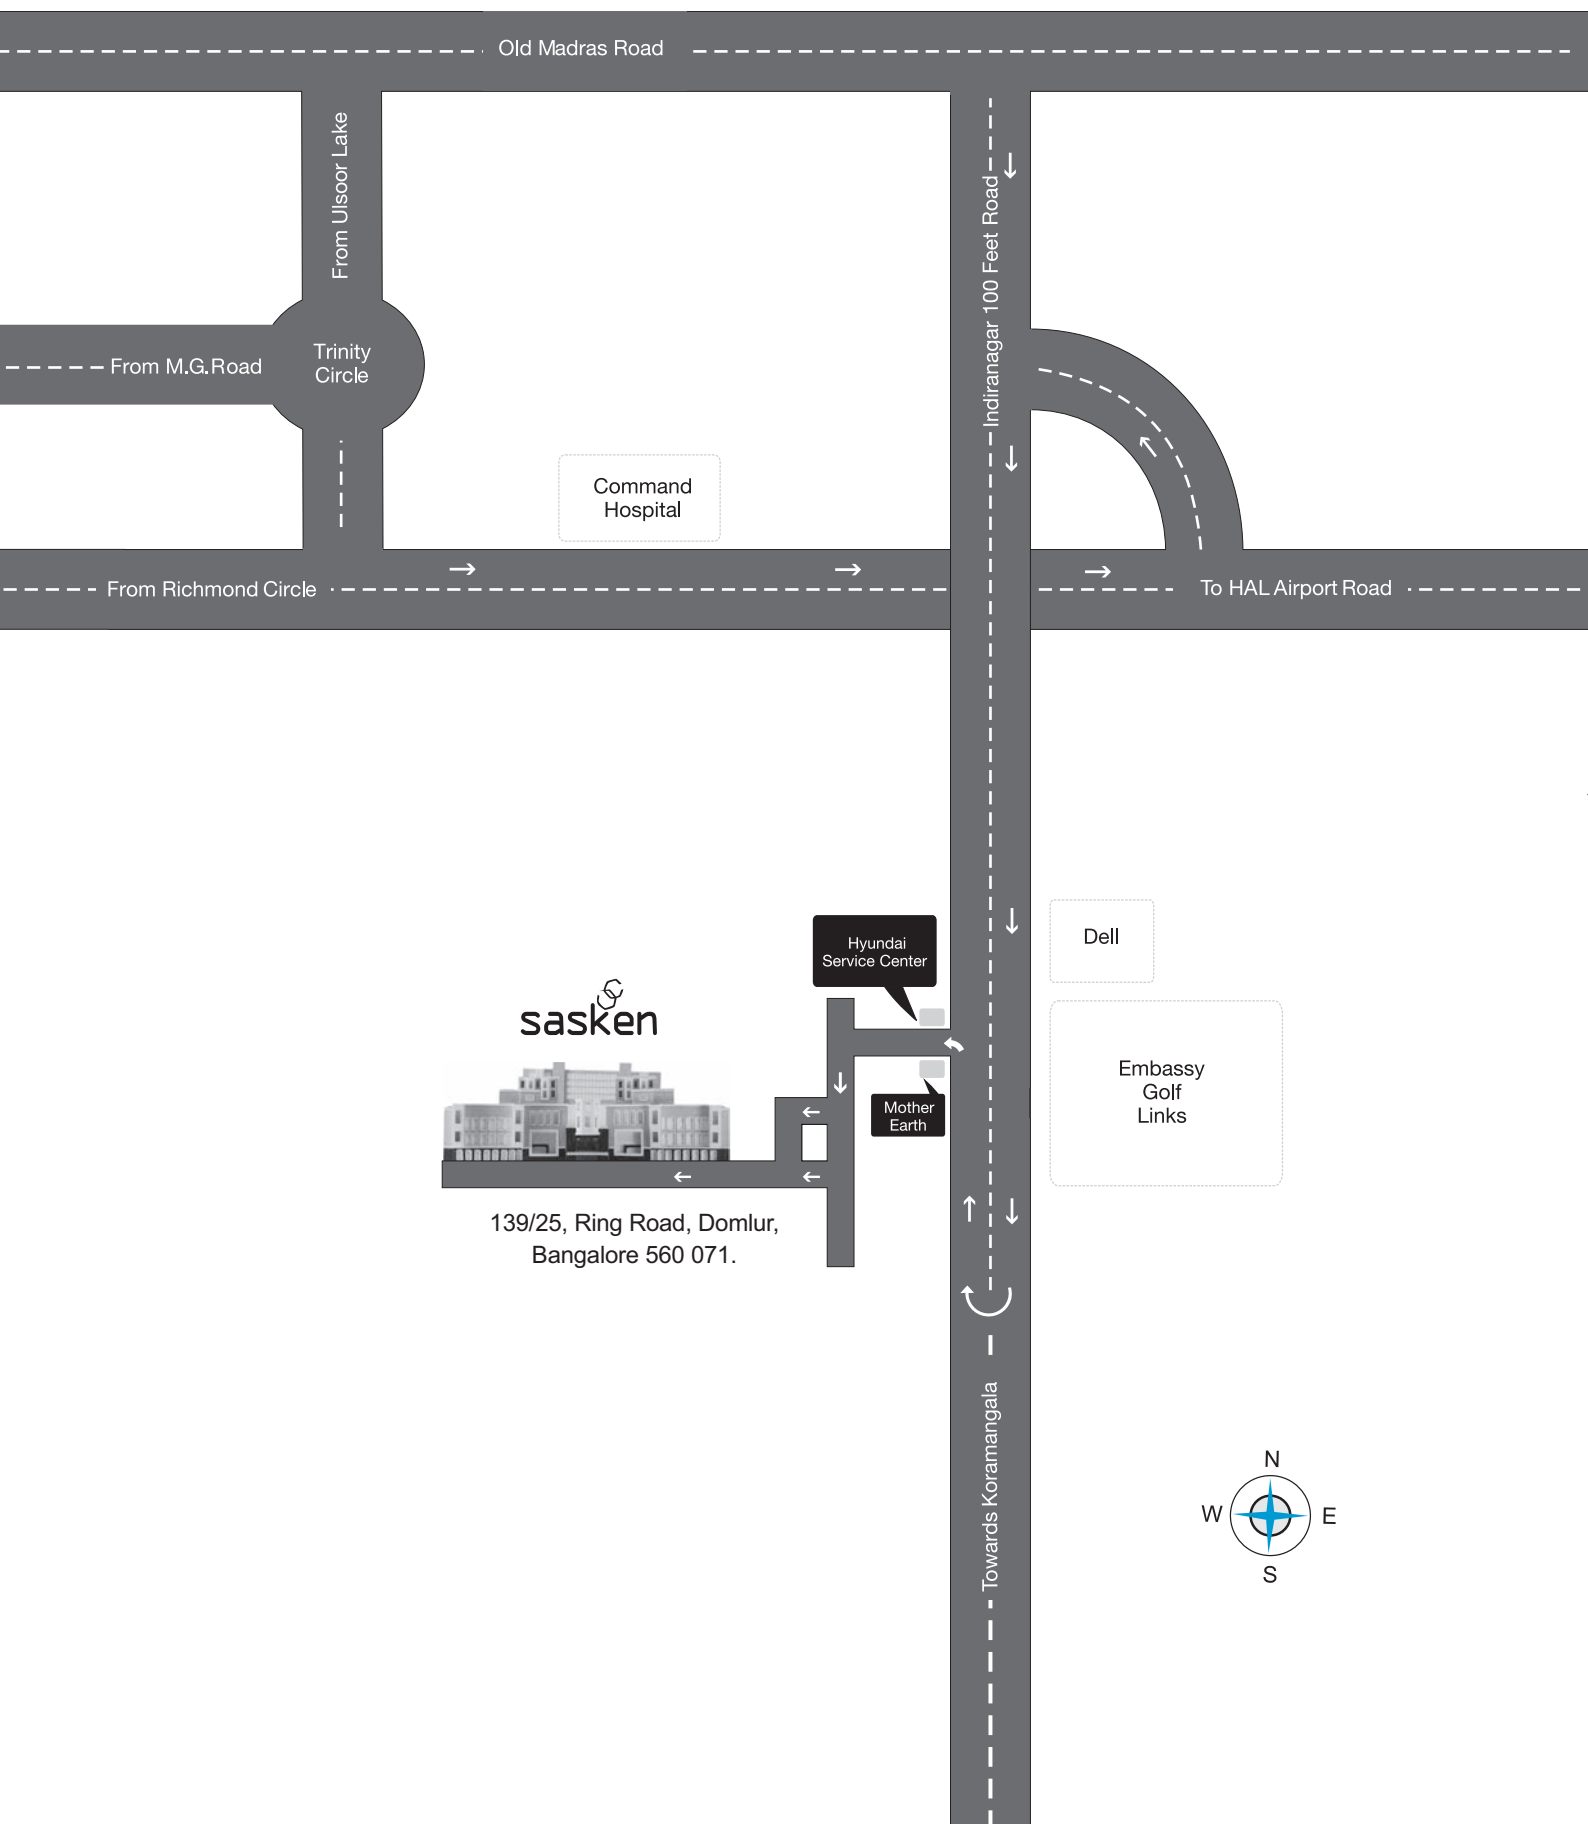 Old Madras Road
From Ulsoor Lake
Indiranagar 100 Feet Road
From M.G.Road
Trinity
Circle
Command
Hospital
From Richmond Circle
To HAL Airport Road
Hyundai
Service Center
Dell
sasken
Embassy
Golf
Links
Mother
Earth
139/25, Ring Road, Domlur,
Bangalore 560 071.
Towards Koramangala
N
W
E
S